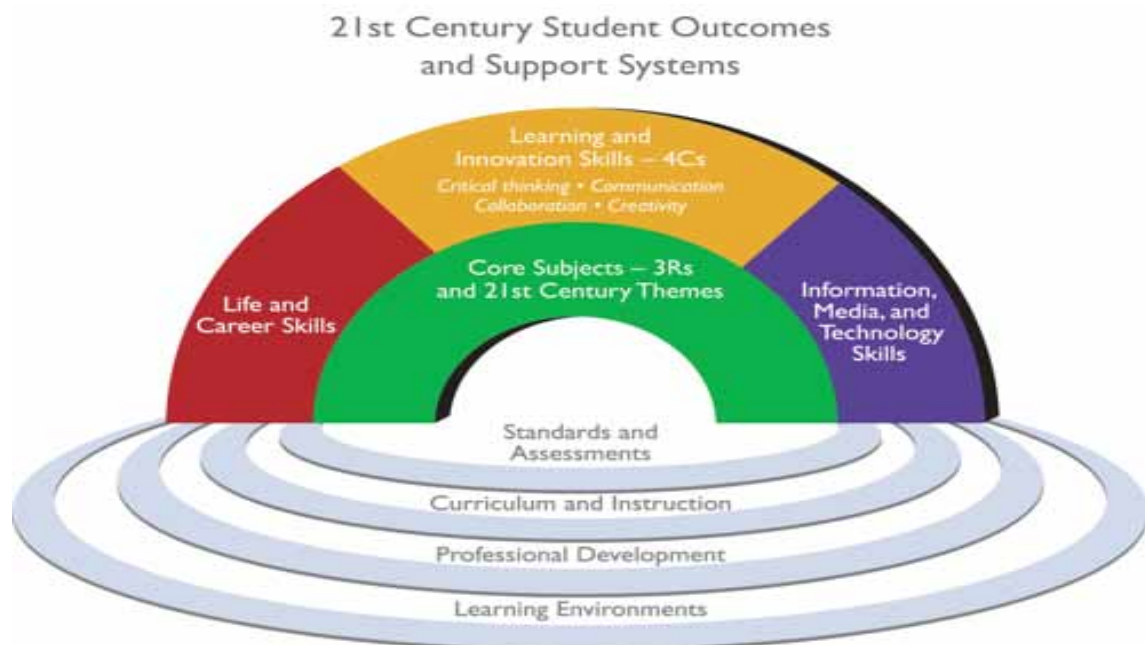 21st Century Student Outcomes
and Support Systems
Learning and
Innovation Skills – 4Cs
Critical thinking • Communication
Collaboration • Creativity
Core Subjects – 3Rs
and 21st Century Themes
Life and
Career Skills
Information,
Media, and
Technology
Skills
Standards and
Assessments
Curriculum and Instruction
Professional Development
Learning Environments